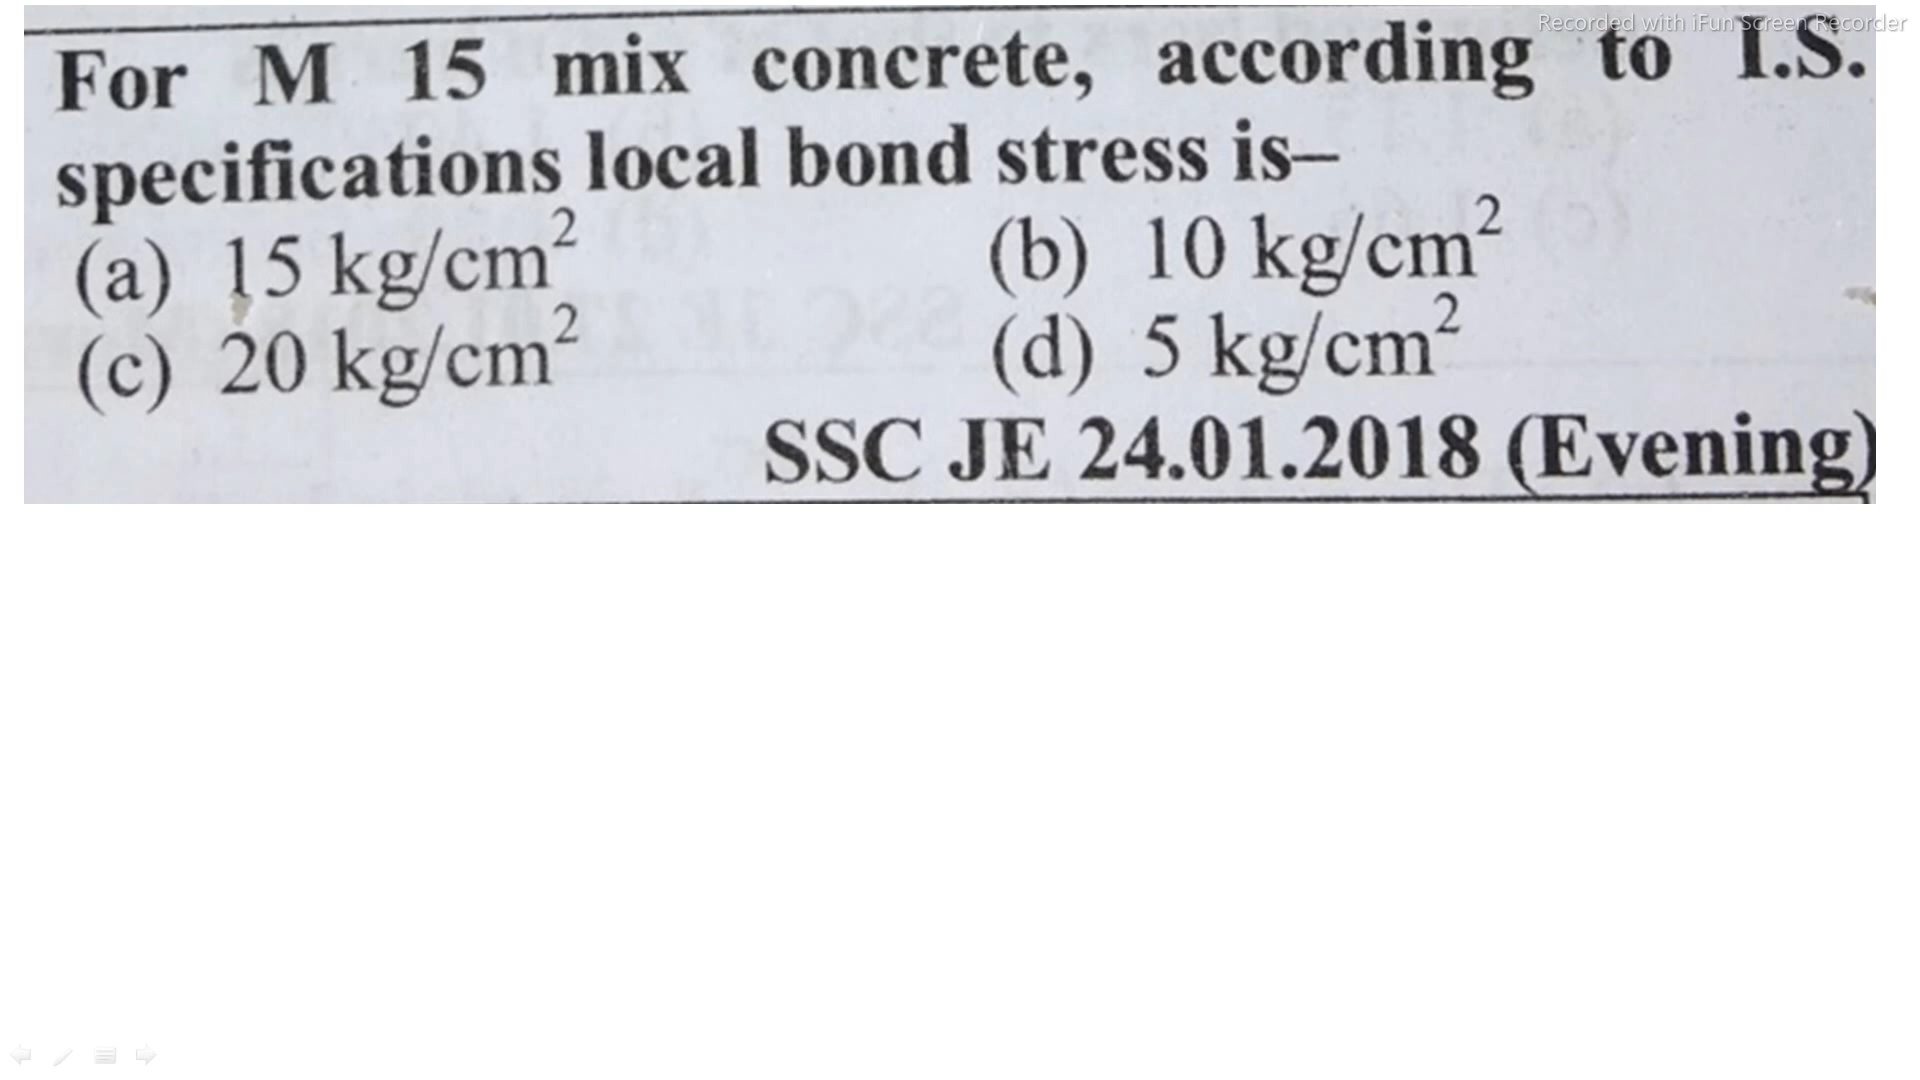 Recorded with iFun Screen Recorder
For M 15 mix concrete, according to I.S.
specifications local bond stress is–
(a) 15 kg/cm² (b) 10 kg/cm²
(c) 20 kg/cm² (d) 5 kg/cm²
SSC JE 24.01.2018 (Evening)